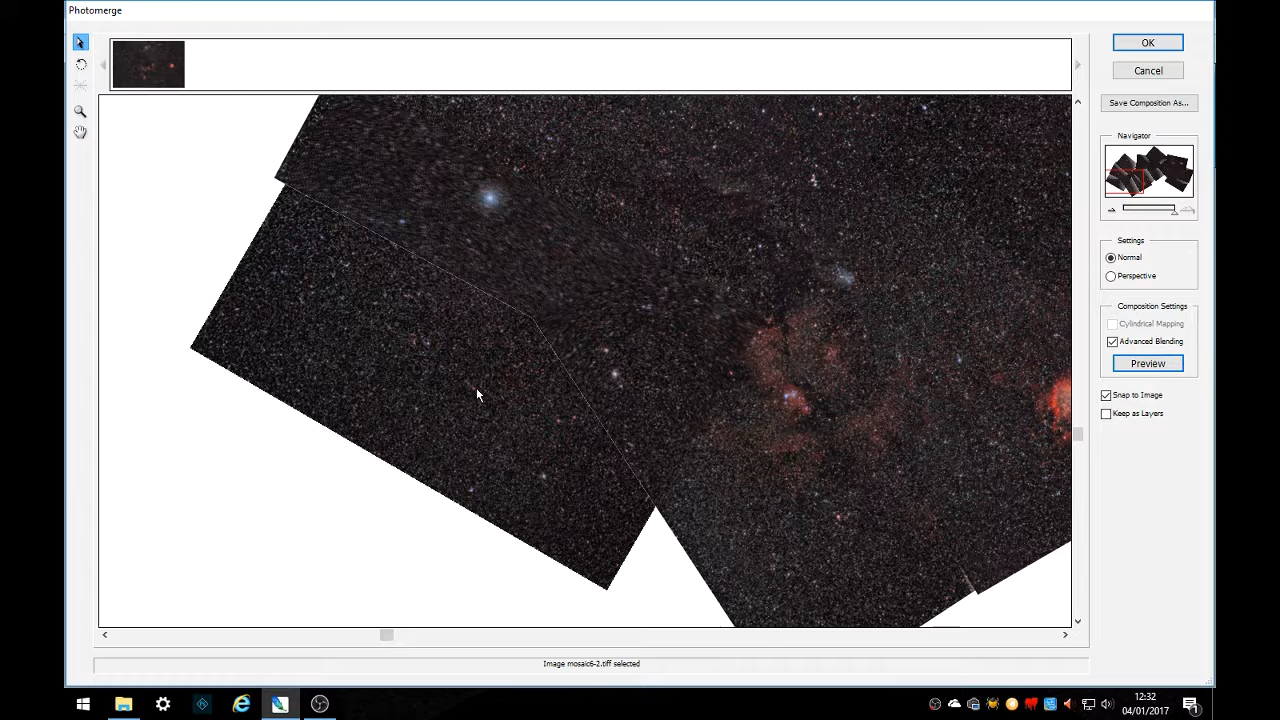 Photomerge
OK
Cancel
Save Composition As...
Navigator
Settings
Normal
Perspective
Composition Settings
Cylindrical Mapping
Advanced Blending
Preview
Snap to Image
Keep as Layers
Image mosaic6-2.tiff selected
12:32
04/01/2017
1